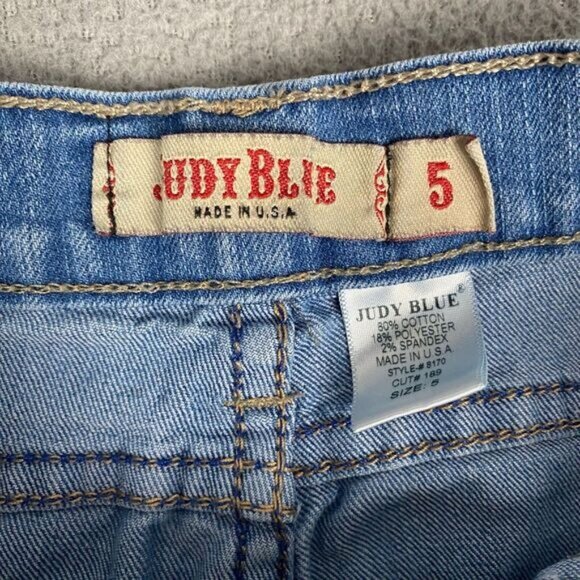 JUDY BLUE
MADE IN U.S.A
5
JUDY BLUE®
80% COTTON
18% POLYESTER
2% SPANDEX
MADE IN U.S.A
STYLE# 8170
CUT# 189
SIZE: 5